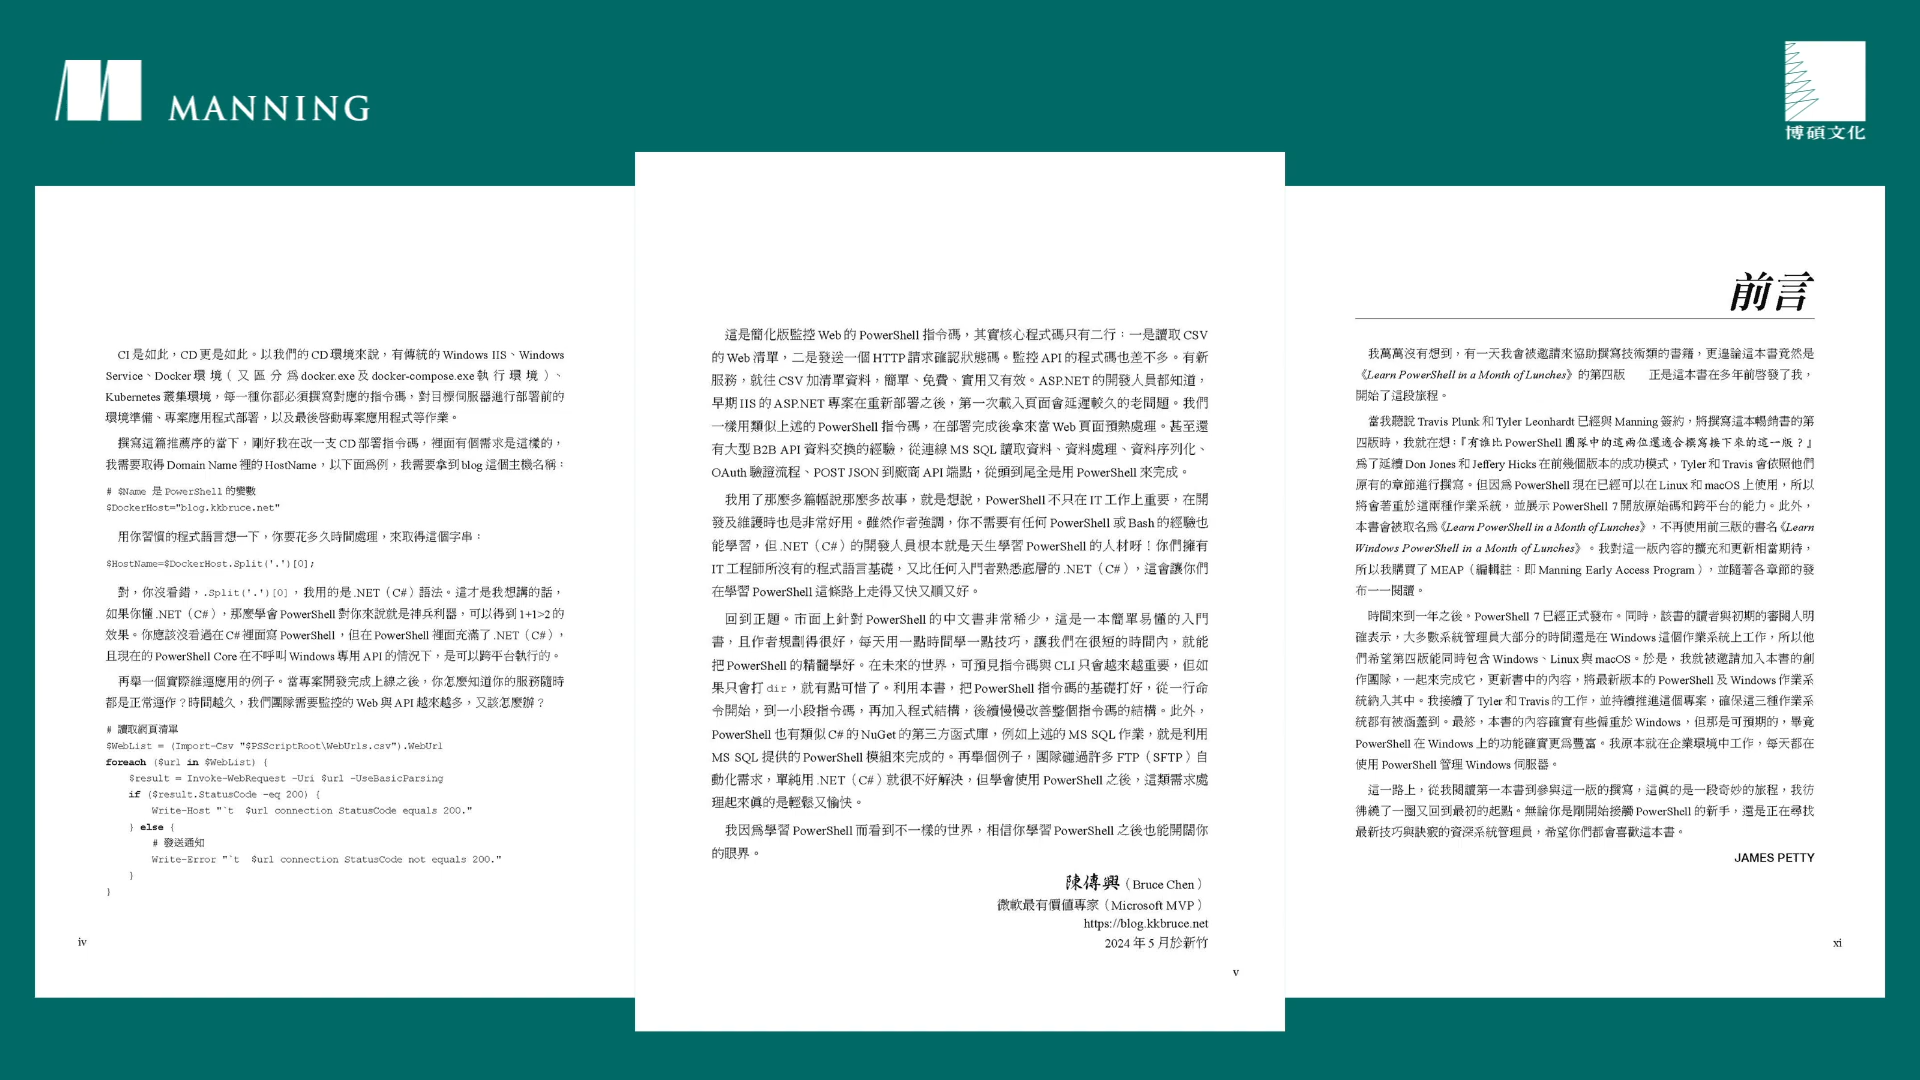 MANNING
博碩文化
CI 是如此，CD 更是如此。以我們的 CD 環境來說，有傳統的 Windows IIS、Windows
Service、Docker 環境（又區分為 docker.exe 及 docker-compose.exe 執行環境）、
Kubernetes 叢集環境，每一種你都必須撰寫對應的指令碼，對目標伺服器進行部署前的
環境準備、專案應用程式部署，以及最後啟動專案應用程式等作業。
撰寫這篇推薦序的當下，剛好我在改一支 CD 部署指令碼，裡面有個需求是這樣的，
我需要取得 Domain Name 裡的 HostName，以下面為例，我需要拿到 blog 這個主機名稱：
# $Name 是 PowerShell 的變數
$DockerHost="blog.kkbruce.net"
用你習慣的程式語言想一下，你要花多久時間處理，來取得這個字串：
$HostName=$DockerHost.Split('.')[0];
對，你沒看錯，.Split('.')[0]，我用的是 .NET（C#）語法。這才是我想講的話，
如果你懂 .NET（C#），那麼學會 PowerShell 對你來說就是神兵利器，可以得到 1+1>2 的
效果。你應該沒看過在 C# 裡面寫 PowerShell，但在 PowerShell 裡面充滿了 .NET（C#），
且現在的 PowerShell Core 在不呼叫 Windows 專用 API 的情況下，是可以跨平台執行的。
再舉一個實際維運應用的例子。當專案開發完成上線之後，你怎麼知道你的服務隨時
都是正常運作？時間越久，我們團隊需要監控的 Web 與 API 越來越多，又該怎麼辦？
# 讀取網頁清單
$WebList = (Import-Csv "$PSScriptRoot\WebUrls.csv").WebUrl
foreach ($url in $WebList) {
$result = Invoke-WebRequest -Uri $url -UseBasicParsing
if ($result.StatusCode -eq 200) {
Write-Host "`t  $url connection StatusCode equals 200."
} else {
# 發送通知
Write-Error "`t  $url connection StatusCode not equals 200."
}
}
iv
這是簡化版監控 Web 的 PowerShell 指令碼，其實核心程式碼只有二行：一是讀取 CSV
的 Web 清單，二是發送一個 HTTP 請求確認狀態碼。監控 API 的程式碼也差不多。有新
服務，就往 CSV 加清單資料，簡單、免費、實用又有效。ASP.NET 的開發人員都知道，
早期 IIS 的 ASP.NET 專案在重新部署之後，第一次載入頁面會延遲較久的老問題。我們
一樣用類似上述的 PowerShell 指令碼，在部署完成後拿來當 Web 頁面預熱處理。甚至還
有大型 B2B API 資料交換的經驗，從連線 MS SQL 讀取資料、資料處理、資料序列化、
OAuth 驗證流程、POST JSON 到廠商 API 端點，從頭到尾全是用 PowerShell 來完成。
我用了那麼多篇幅說那麼多故事，就是想說，PowerShell 不只在 IT 工作上重要，在開
發及維護時也是非常好用。雖然作者強調，你不需要有任何 PowerShell 或 Bash 的經驗也
能學習，但 .NET（C#）的開發人員根本就是天生學習 PowerShell 的人材呀！你們擁有
IT 工程師所沒有的程式語言基礎，又比任何入門者熟悉底層的 .NET（C#），這會讓你們
在學習 PowerShell 這條路上走得又快又順又好。
回到正題。市面上針對 PowerShell 的中文書非常稀少，這是一本簡單易懂的入門
書，且作者規劃得很好，每天用一點時間學一點技巧，讓我們在很短的時間內，就能
把 PowerShell 的精髓學好。在未來的世界，可預見指令碼與 CLI 只會越來越重要，但如
果只會打 dir，就有點可惜了。利用本書，把 PowerShell 指令碼的基礎打好，從一行命
令開始，到一小段指令碼，再加入程式結構，後續慢慢改善整個指令碼的結構。此外，
PowerShell 也有類似 C# 的 NuGet 的第三方函式庫，例如上述的 MS SQL 作業，就是利用
MS SQL 提供的 PowerShell 模組來完成的。再舉個例子，團隊碰過許多 FTP（SFTP）自
動化需求，單純用 .NET（C#）就很不好解決，但學會使用 PowerShell 之後，這類需求處
理起來真的是輕鬆又愉快。
我因為學習 PowerShell 而看到不一樣的世界，相信你學習 PowerShell 之後也能開闊你
的眼界。
陳傳興（Bruce Chen）
微軟最有價值專家（Microsoft MVP）
https://blog.kkbruce.net
2024 年 5 月於新竹
v
前言
我萬萬沒有想到，有一天我會被邀請來協助撰寫技術類的書籍，更遑論這本書竟然是
《Learn PowerShell in a Month of Lunches》的第四版　　正是這本書在多年前啓發了我，
開始了這段旅程。
當我聽說 Travis Plunk 和 Tyler Leonhardt 已經與 Manning 簽約，將撰寫這本暢銷書的第
四版時，我就在想：『有誰比 PowerShell 團隊中的這兩位還適合撰寫接下來的這一版？』
為了延續 Don Jones 和 Jeffery Hicks 在前幾個版本的成功模式，Tyler 和 Travis 會依照他們
原有的章節進行撰寫。但因為 PowerShell 現在已經可以在 Linux 和 macOS 上使用，所以
將會著重於這兩種作業系統，並展示 PowerShell 7 開放原始碼和跨平台的能力。此外，
本書會被取名為《Learn PowerShell in a Month of Lunches》，不再使用前三版的書名《Learn
Windows PowerShell in a Month of Lunches》。我對這一版內容的擴充和更新相當期待，
所以我購買了 MEAP（編輯註：即 Manning Early Access Program），並隨著各章節的發
布一一閱讀。
時間來到一年之後。PowerShell 7 已經正式發布。同時，該書的讀者與初期的審閱人明
確表示，大多數系統管理員大部分的時間還是在 Windows 這個作業系統上工作，所以他
們希望第四版能同時包含 Windows、Linux 與 macOS。於是，我就被邀請加入本書的創
作團隊，一起來完成它，更新書中的內容，將最新版本的 PowerShell 及 Windows 作業系
統納入其中。我接續了 Tyler 和 Travis 的工作，並持續推進這個專案，確保這三種作業系
統都有被涵蓋到。最終，本書的內容確實有些偏重於 Windows，但那是可預期的，畢竟
PowerShell 在 Windows 上的功能確實更為豐富。我原本就在企業環境中工作，每天都在
使用 PowerShell 管理 Windows 伺服器。
這一路上，從我閱讀第一本書到參與這一版的撰寫，這真的是一段奇妙的旅程，我彷
彿繞了一圈又回到最初的起點。無論你是剛開始接觸 PowerShell 的新手，還是正在尋找
最新技巧與訣竅的資深系統管理員，希望你們都會喜歡這本書。
JAMES PETTY
xi